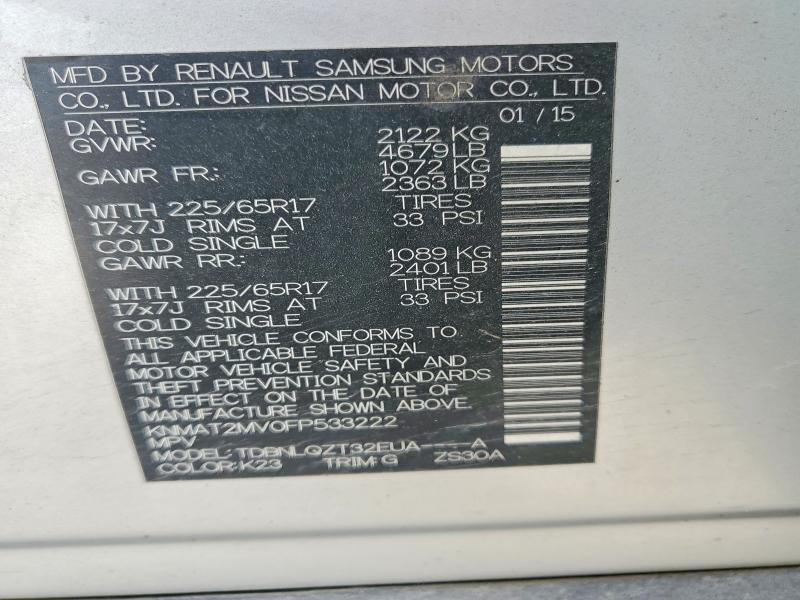 MFD BY RENAULT SAMSUNG MOTORS
CO., LTD. FOR NISSAN MOTOR CO., LTD.
DATE: 01 / 15
GVWR: 2122 KG
4679 LB
GAWR FR.: 1072 KG
2363 LB
WITH 225/65R17 TIRES
17x7J RIMS AT 33 PSI
COLD SINGLE
GAWR RR.: 1089 KG
2401 LB
WITH 225/65R17 TIRES
17x7J RIMS AT 33 PSI
COLD SINGLE
THIS VEHICLE CONFORMS TO
ALL APPLICABLE FEDERAL
MOTOR VEHICLE SAFETY AND
THEFT PREVENTION STANDARDS
IN EFFECT ON THE DATE OF
MANUFACTURE SHOWN ABOVE.
KNMAT2MV0FP533222
MPV
MODEL: TDBNLQZT32EUA----A
COLOR: K23 TRIM: G ZS30A